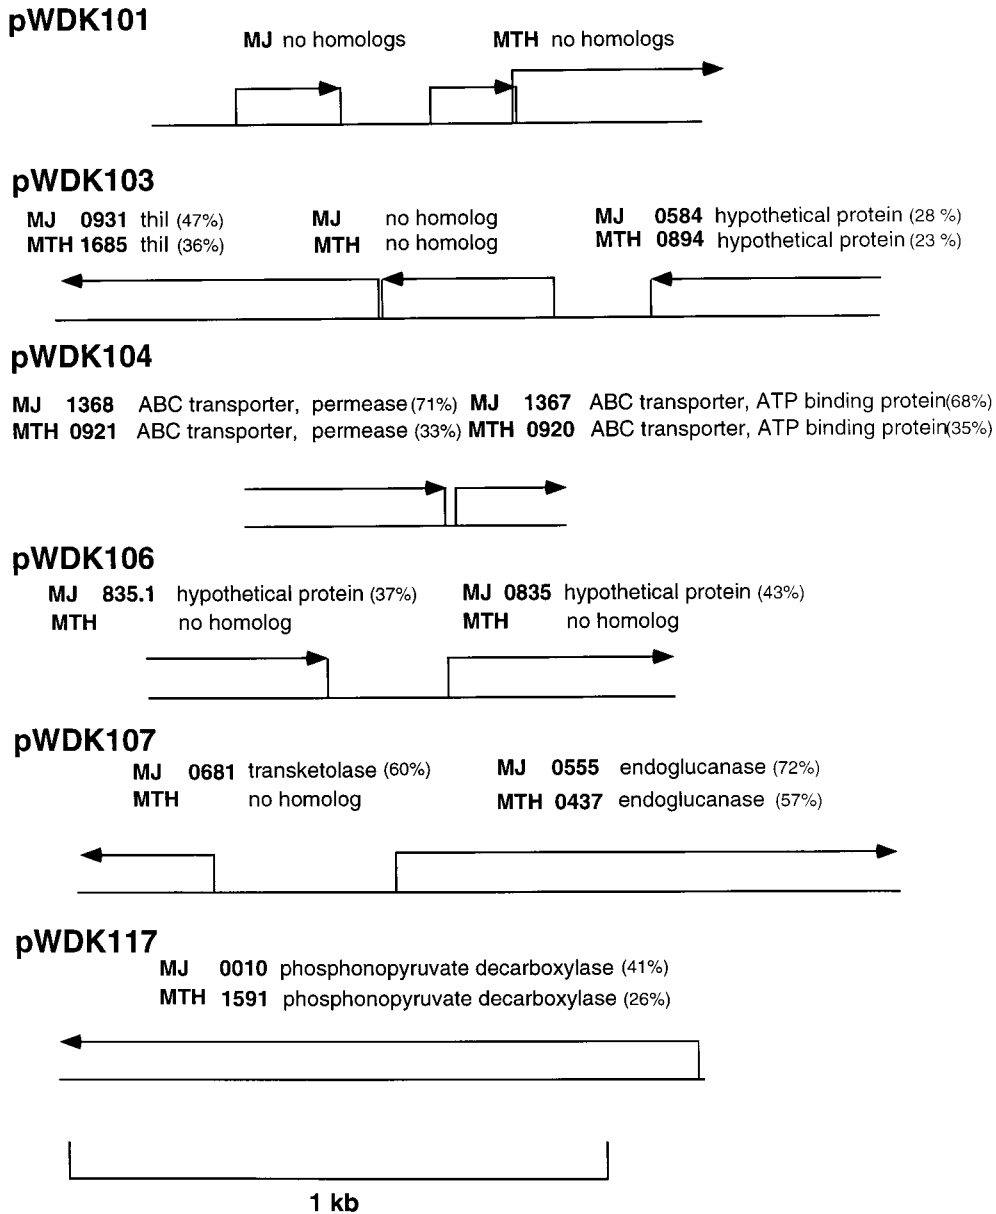 pWDK101
MJ no homologs MTH no homologs
pWDK103
MJ 0931 thil (47%) MJ no homolog MJ 0584 hypothetical protein (28 %)
MTH 1685 thil (36%) MTH no homolog MTH 0894 hypothetical protein (23 %)
pWDK104
MJ 1368 ABC transporter, permease (71%) MJ 1367 ABC transporter, ATP binding protein (68%)
MTH 0921 ABC transporter, permease (33%) MTH 0920 ABC transporter, ATP binding protein (35%)
pWDK106
MJ 835.1 hypothetical protein (37%) MJ 0835 hypothetical protein (43%)
MTH no homolog MTH no homolog
pWDK107
MJ 0681 transketolase (60%) MJ 0555 endoglucanase (72%)
MTH no homolog MTH 0437 endoglucanase (57%)
pWDK117
MJ 0010 phosphonopyruvate decarboxylase (41%)
MTH 1591 phosphonopyruvate decarboxylase (26%)
1 kb